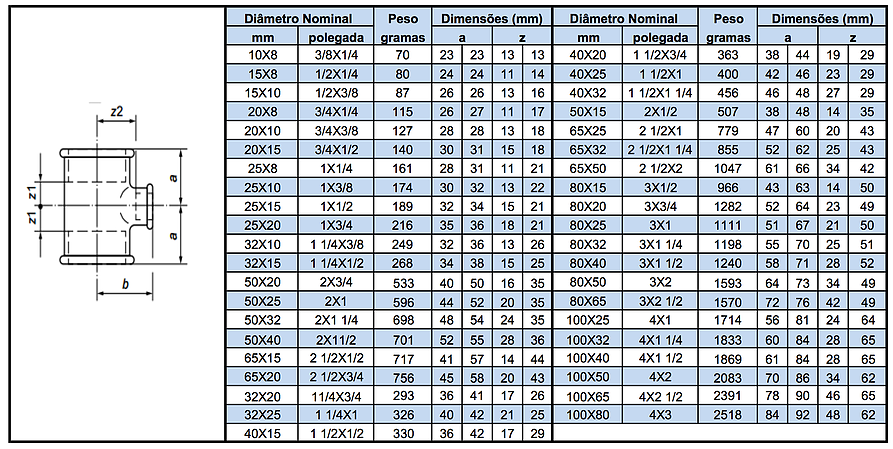 z2
z1
z1
a
a
b
Diâmetro Nominal Peso Dimensões (mm) Diâmetro Nominal Peso Dimensões (mm)
mm polegada gramas a z mm polegada gramas a z
10X8 3/8X1/4 70 23 23 13 13 40X20 1 1/2X3/4 363 38 44 19 29
15X8 1/2X1/4 80 24 24 11 14 40X25 1 1/2X1 400 42 46 23 29
15X10 1/2X3/8 87 26 26 13 16 40X32 1 1/2X1 1/4 456 46 48 27 29
20X8 3/4X1/4 115 26 27 11 17 50X15 2X1/2 507 38 48 14 35
20X10 3/4X3/8 127 28 28 13 18 65X25 2 1/2X1 779 47 60 20 43
20X15 3/4X1/2 140 30 31 15 18 65X32 2 1/2X1 1/4 855 52 62 25 43
25X8 1X1/4 161 28 31 11 21 65X50 2 1/2X2 1047 61 66 34 42
25X10 1X3/8 174 30 32 13 22 80X15 3X1/2 966 43 63 14 50
25X15 1X1/2 189 32 34 15 21 80X20 3X3/4 1282 52 64 23 49
25X20 1X3/4 216 35 36 18 21 80X25 3X1 1111 51 67 21 50
32X10 1 1/4X3/8 249 32 36 13 26 80X32 3X1 1/4 1198 55 70 25 51
32X15 1 1/4X1/2 268 34 38 15 25 80X40 3X1 1/2 1240 58 71 28 52
50X20 2X3/4 533 40 50 16 35 80X50 3X2 1593 64 73 34 49
50X25 2X1 596 44 52 20 35 80X65 3X2 1/2 1570 72 76 42 49
50X32 2X1 1/4 698 48 54 24 35 100X25 4X1 1714 56 81 24 64
50X40 2X11/2 701 52 55 28 36 100X32 4X1 1/4 1833 60 84 28 65
65X15 2 1/2X1/2 717 41 57 14 44 100X40 4X1 1/2 1869 61 84 28 65
65X20 2 1/2X3/4 756 45 58 20 43 100X50 4X2 2083 70 86 34 62
32X20 11/4X3/4 293 36 41 17 26 100X65 4X2 1/2 2391 78 90 46 65
32X25 1 1/4X1 326 40 42 21 25 100X80 4X3 2518 84 92 48 62
40X15 1 1/2X1/2 330 36 42 17 29